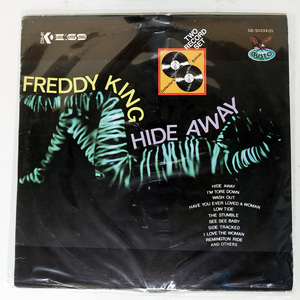 KING
GUSTO
TWO
RECORD
SET
FREDDY KING
HIDE AWAY
HIDE AWAY
I'M TORE DOWN
WASH OUT
HAVE YOU EVER LOVED A WOMAN
LOW TIDE
THE STUMBLE
SEE SEE BABY
SIDE TRACKED
I LOVE THE WOMAN
REMINGTON RIDE
AND OTHERS